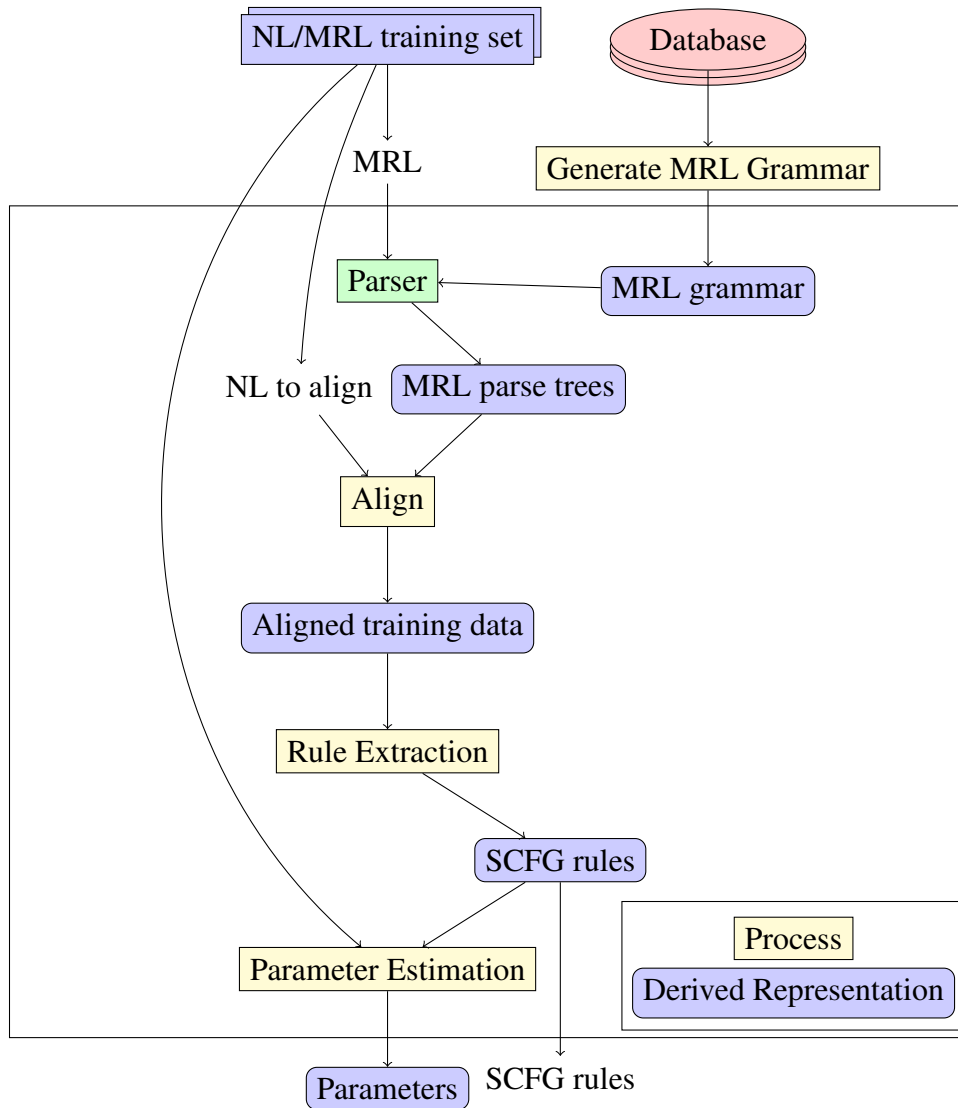 NL/MRL training set
Database
MRL
Generate MRL Grammar
Parser
MRL grammar
NL to align
MRL parse trees
Align
Aligned training data
Rule Extraction
SCFG rules
Process
Parameter Estimation
Derived Representation
Parameters
SCFG rules